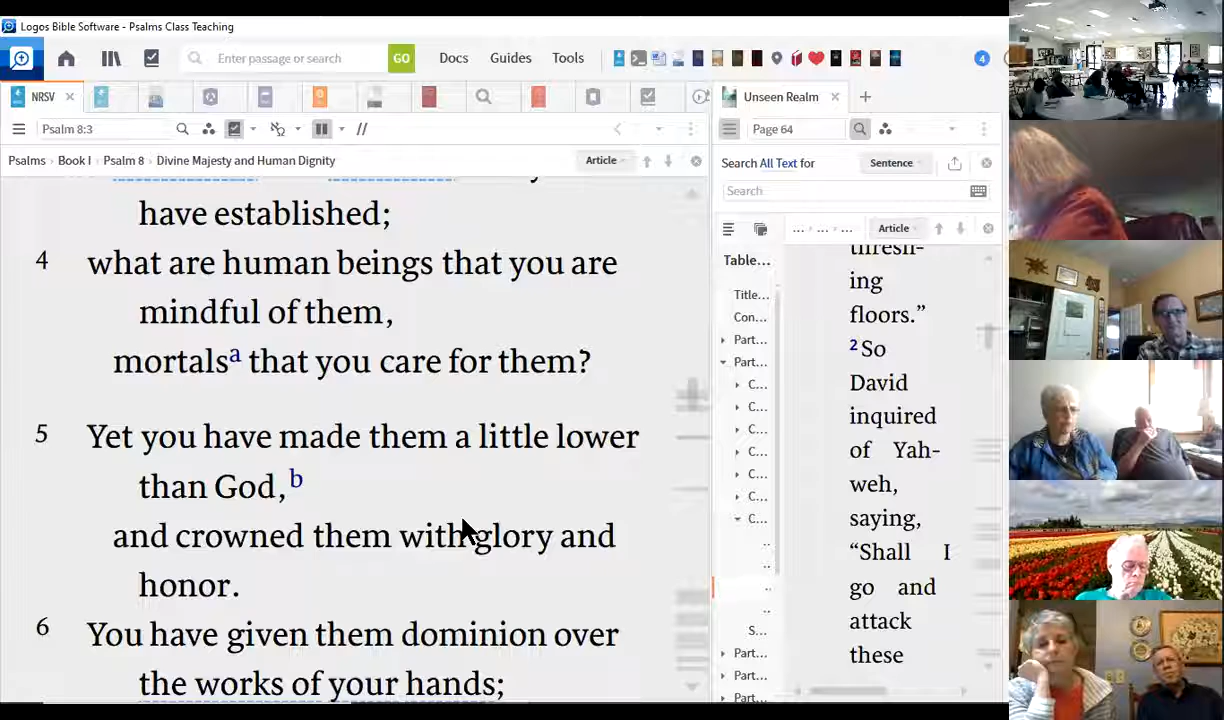 Logos Bible Software - Psalms Class Teaching
Enter passage or search
GO
Docs
Guides
Tools
4
NRSV
Unseen Realm
Psalm 8:3
Page 64
Psalms › Book I › Psalm 8 › Divine Majesty and Human Dignity
Article
Search All Text for
Sentence
Search
have established;
4 what are human beings that you are
mindful of them,
mortalsᵃ that you care for them?
5 Yet you have made them a little lower
than God,ᵇ
and crowned them with glory and
honor.
6 You have given them dominion over
the works of your hands;
... › ... › ...
Article
Table...
Title...
Con...
Part...
Part...
C...
C...
C...
C...
C...
C...
C...
..
..
..
..
S...
Part...
Part...
Part...
thresh-
ing
floors.”
² So
David
inquired
of Yah-
weh,
saying,
“Shall I
go and
attack
these